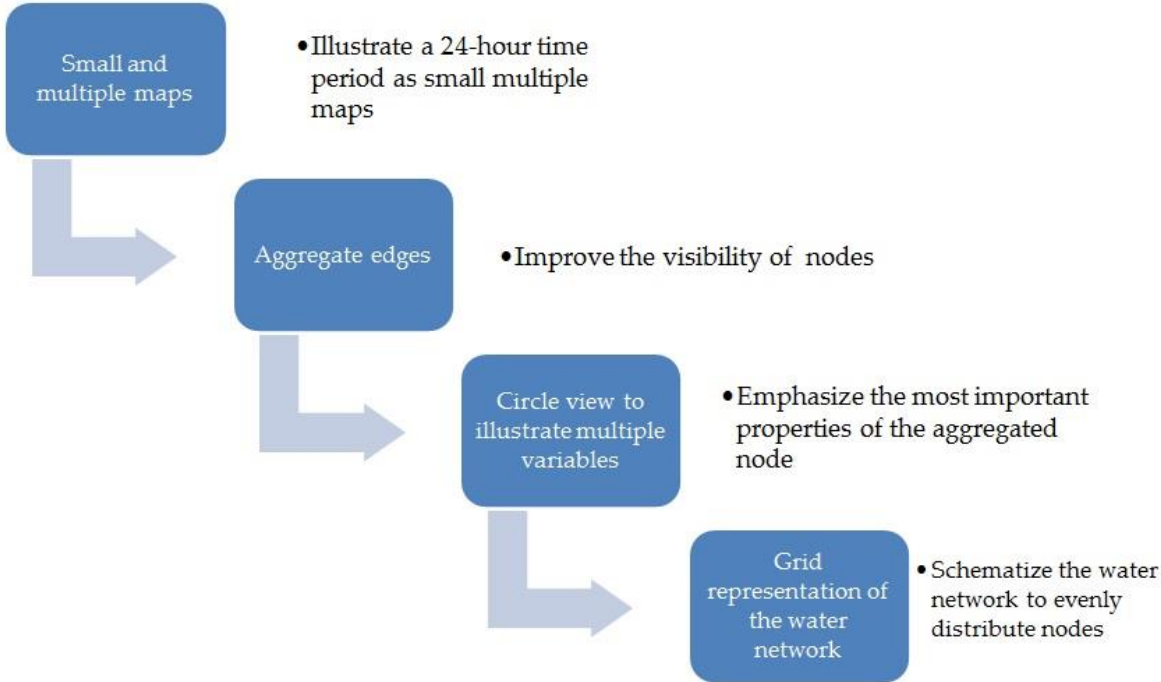 Small and
multiple maps
•Illustrate a 24-hour time
period as small multiple
maps
Aggregate edges
•Improve the visibility of nodes
Circle view to
illustrate multiple
variables
•Emphasize the most important
properties of the aggregated
node
Grid
representation of
the water
network
•Schematize the water
network to evenly
distribute nodes